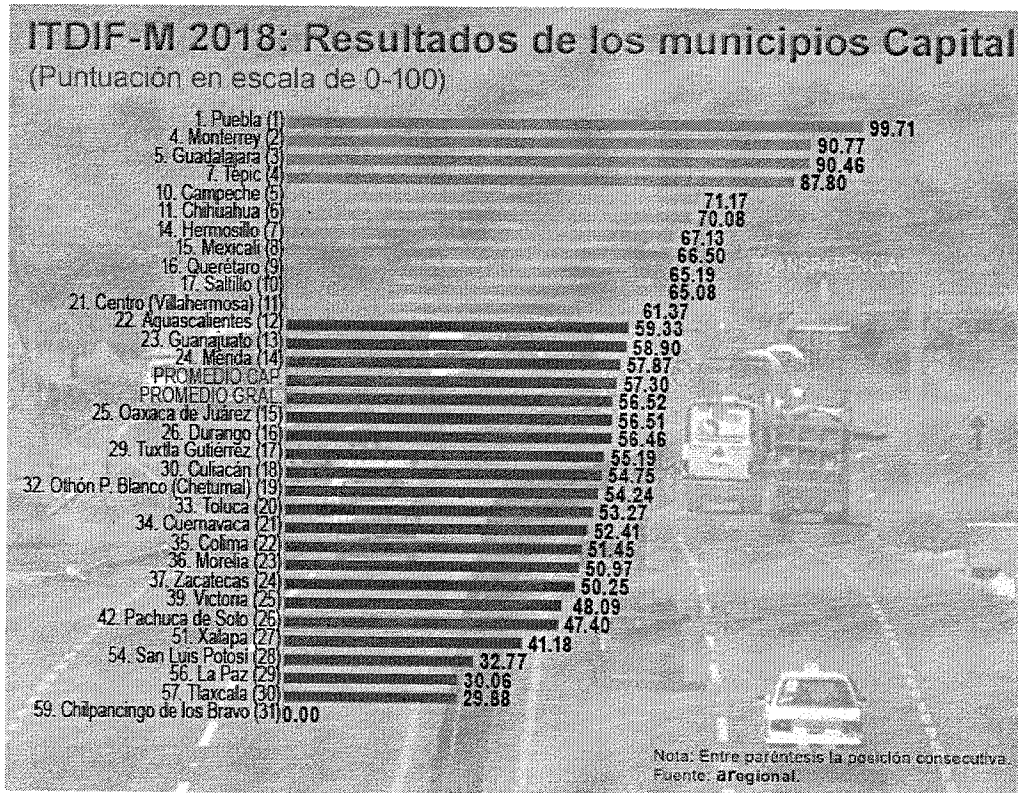 ITDIF-M 2018: Resultados de los municipios Capital
(Puntuación en escala de 0-100)
1. Puebla (1) 99.71
4. Monterrey (2) 90.77
5. Guadalajara (3) 90.46
7. Tepic (4) 87.80
10. Campeche (5) 71.17
11. Chihuahua (6) 70.08
14. Hermosillo (7) 67.13
15. Mexicali (8) 66.50
16. Querétaro (9) 65.19
17. Saltillo (10) 65.08
21. Centro (Villahermosa) (11) 61.37
22. Aguascalientes (12) 59.33
23. Guanajuato (13) 58.90
24. Mérida (14) 57.87
PROMEDIO CAP. 57.30
PROMEDIO GRAL. 56.52
25. Oaxaca de Juárez (15) 56.51
26. Durango (16) 56.46
29. Tuxtla Gutiérrez (17) 55.19
30. Culiacán (18) 54.75
32. Othón P. Blanco (Chetumal) (19) 54.24
33. Toluca (20) 53.27
34. Cuernavaca (21) 52.41
35. Colima (22) 51.45
36. Morelia (23) 50.97
37. Zacatecas (24) 50.25
39. Victoria (25) 48.09
42. Pachuca de Soto (26) 47.40
51. Xalapa (27) 41.18
54. San Luis Potosí (28) 32.77
56. La Paz (29) 30.06
57. Tlaxcala (30) 29.88
59. Chilpancingo de los Bravo (31) 0.00
Nota: Entre paréntesis la posición consecutiva.
Fuente: aregional.